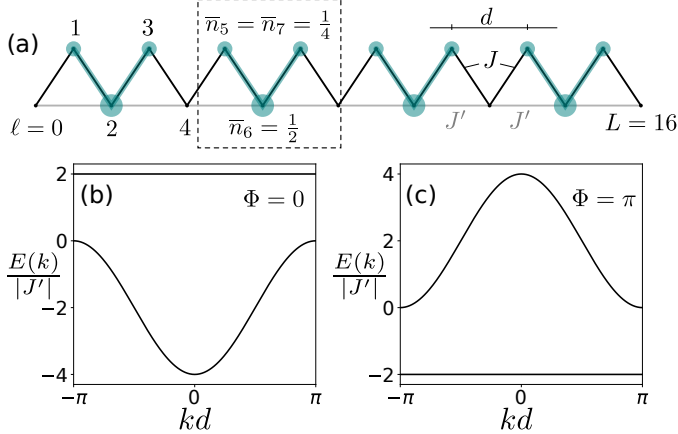 (a)
1
3
n̅₅ = n̅₇ = 1/4
d
J
ℓ = 0
2
4
n̅₆ = 1/2
J′
J′
L = 16
(b)
Φ = 0
2
0
−2
−4
E(k)/|J′|
−π
0
π
kd
(c)
Φ = π
4
2
0
−2
E(k)/|J′|
−π
0
π
kd